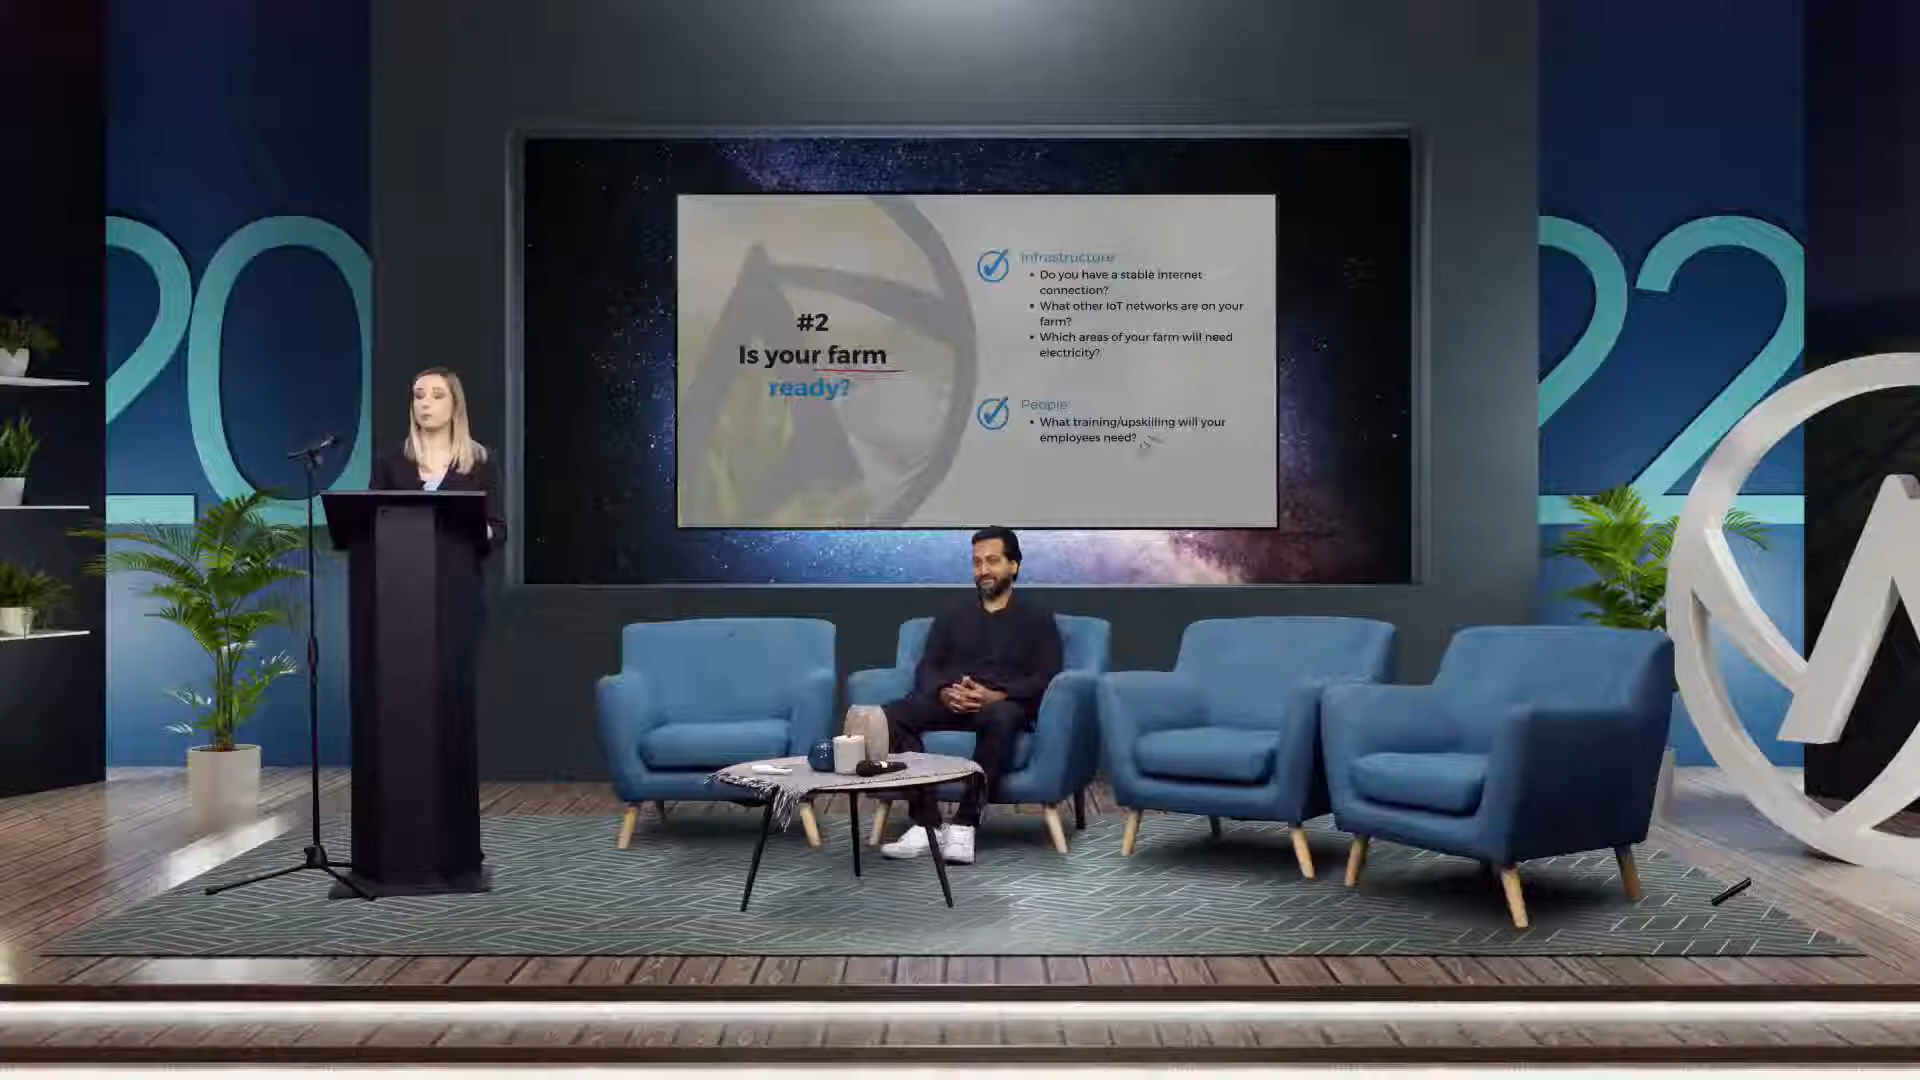 20
22
#2
Is your farm
ready?
Infrastructure
• Do you have a stable internet
connection?
• What other IoT networks are on your
farm?
• Which areas of your farm will need
electricity?
People
• What training/upskilling will your
employees need?